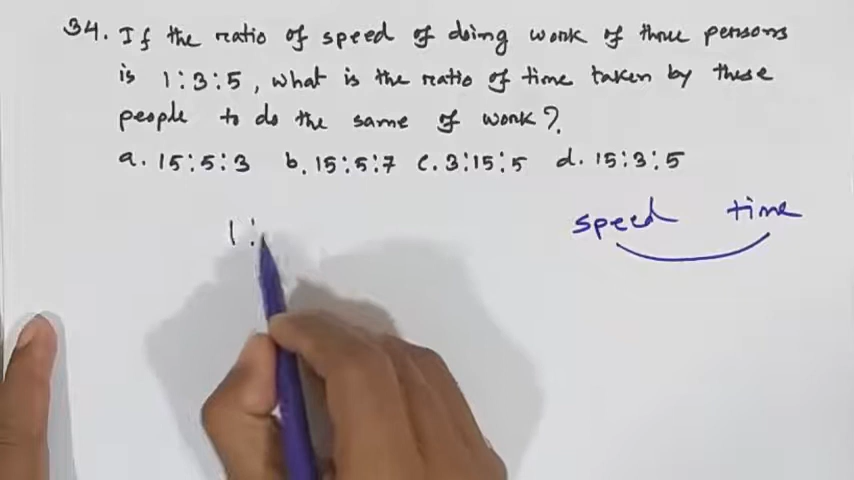 34. If the ratio of speed of doing work of three persons
is 1:3:5, what is the ratio of time taken by these
people to do the same of work?
a. 15:5:3 b. 15:5:7 c. 3:15:5 d. 15:3:5
speed time
1: